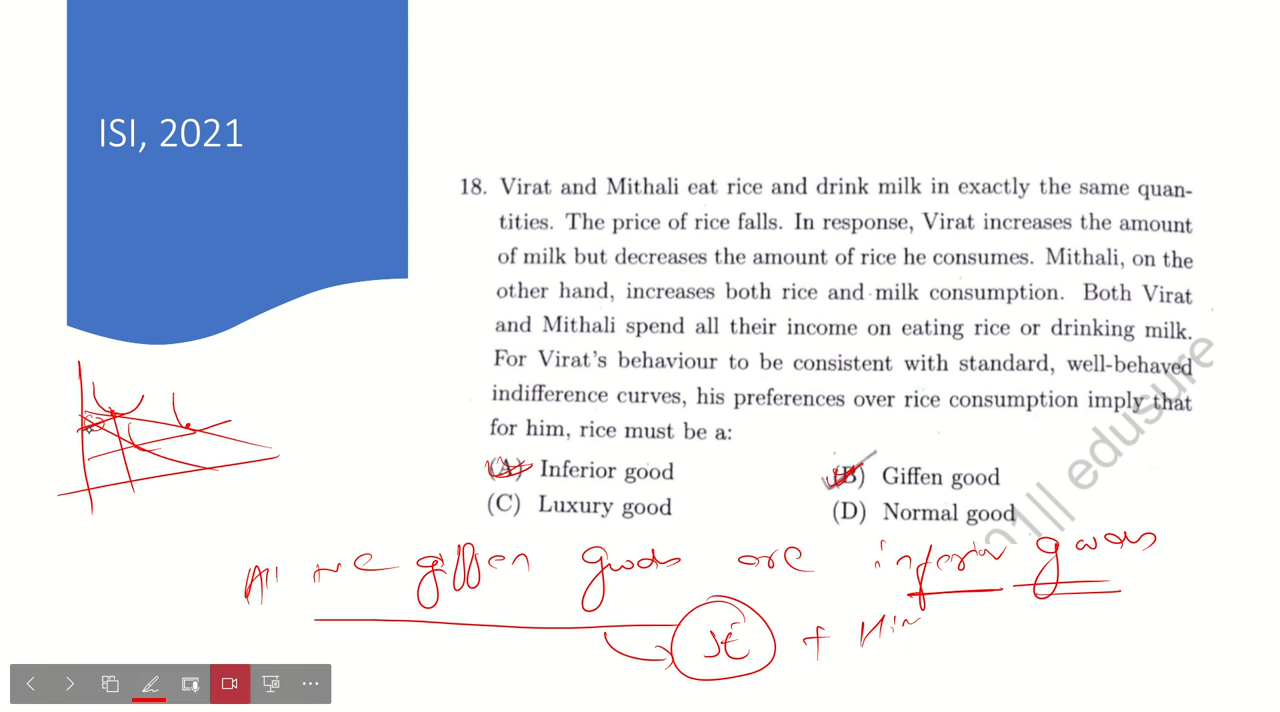 ISI, 2021
18. Virat and Mithali eat rice and drink milk in exactly the same quan-
tities. The price of rice falls. In response, Virat increases the amount
of milk but decreases the amount of rice he consumes. Mithali, on the
other hand, increases both rice and milk consumption. Both Virat
and Mithali spend all their income on eating rice or drinking milk.
For Virat's behaviour to be consistent with standard, well-behaved
indifference curves, his preferences over rice consumption imply that
for him, rice must be a:
(A) Inferior good
(B) Giffen good
(C) Luxury good
(D) Normal good
edusure
All the giffen goods are inferior goods